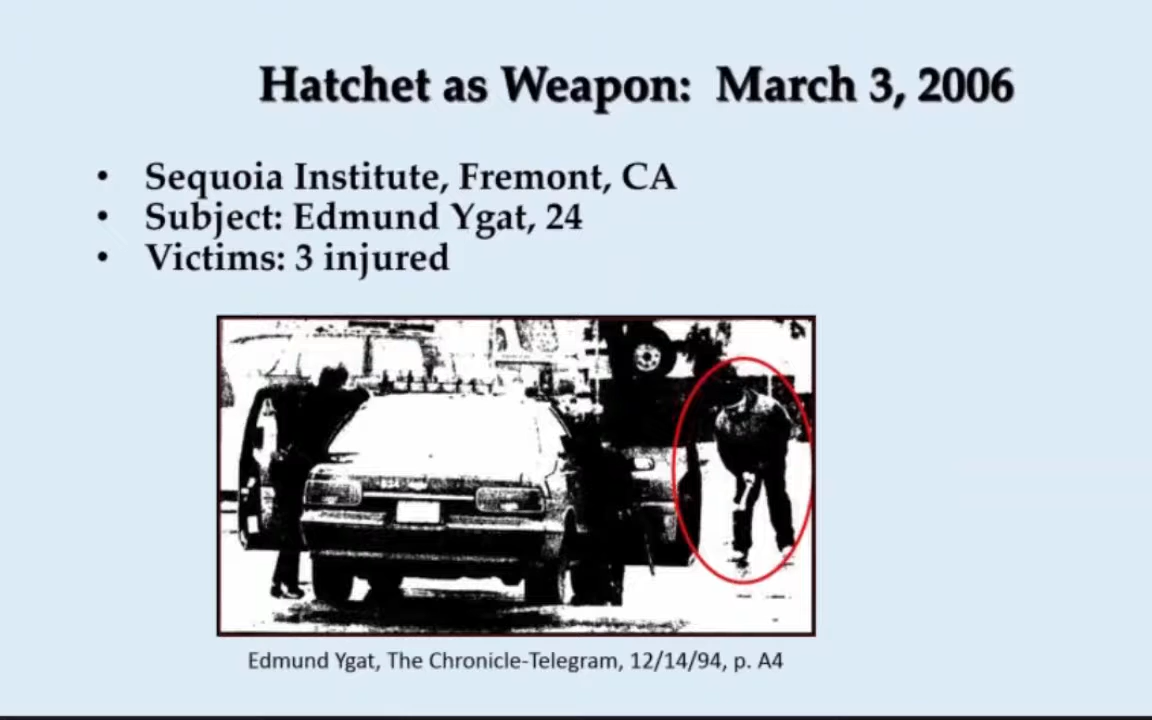 Hatchet as Weapon: March 3, 2006
• Sequoia Institute, Fremont, CA
• Subject: Edmund Ygat, 24
• Victims: 3 injured
Edmund Ygat, The Chronicle-Telegram, 12/14/94, p. A4